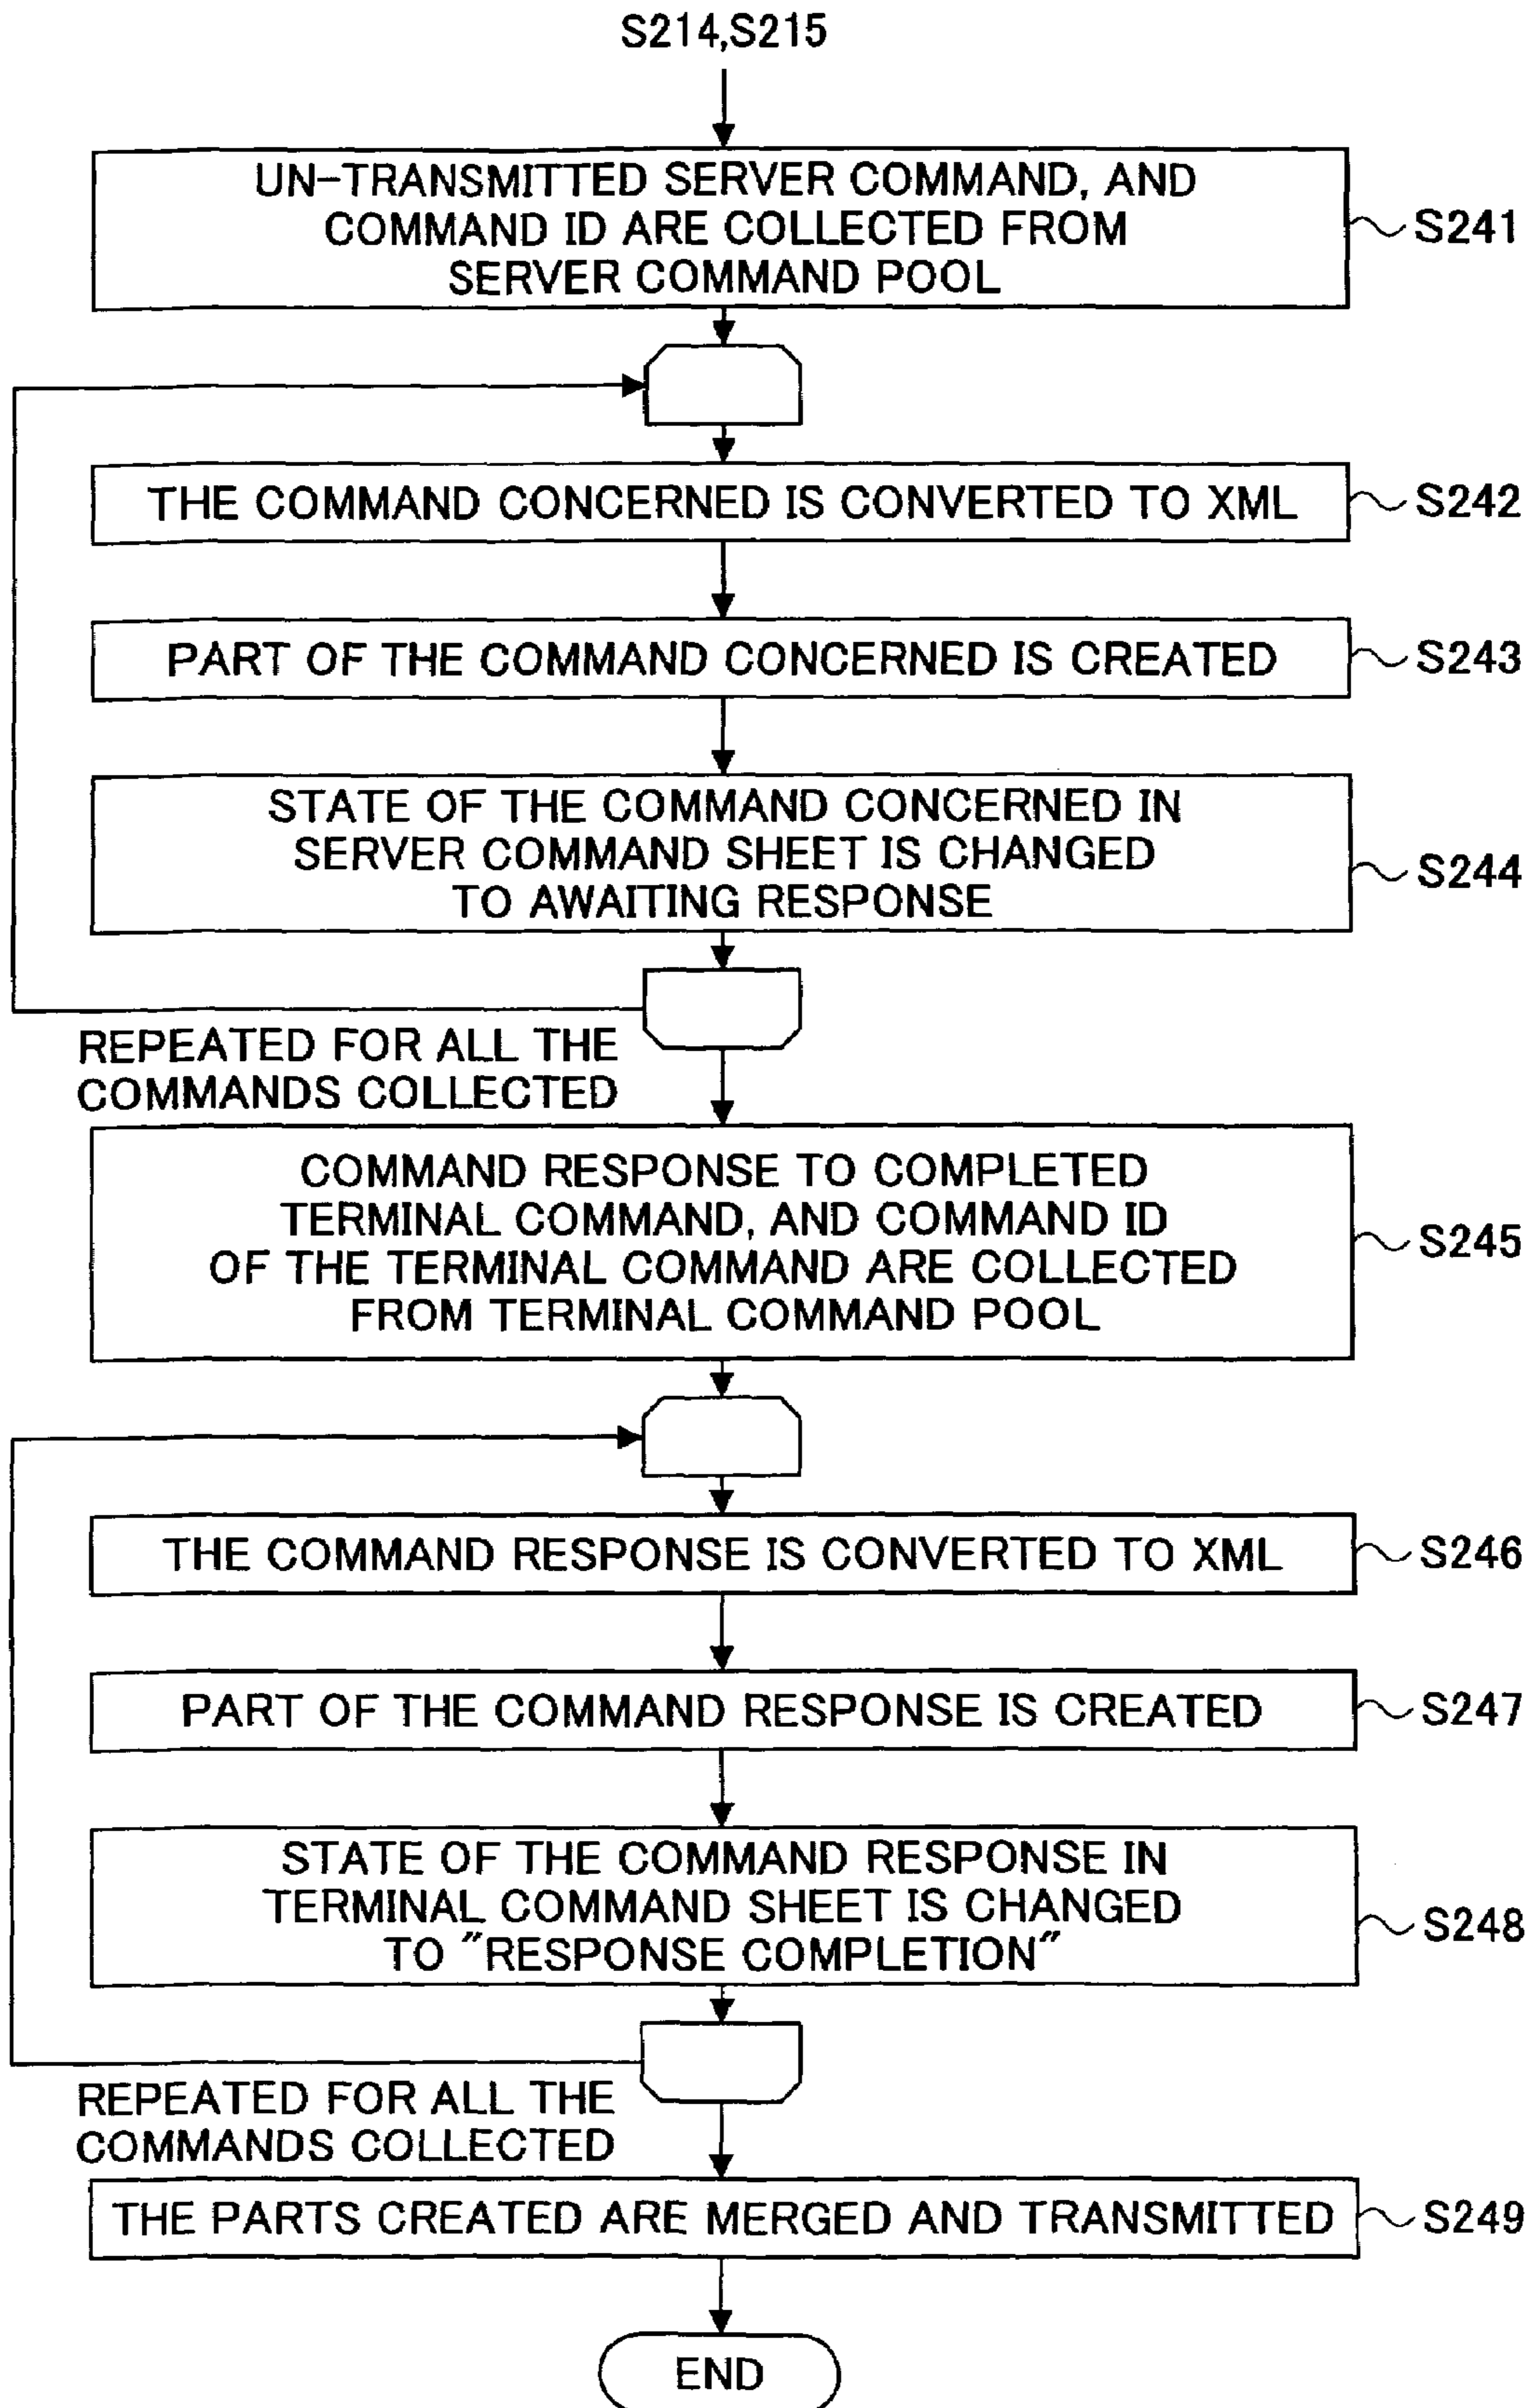 S214,S215
UN-TRANSMITTED SERVER COMMAND, AND
COMMAND ID ARE COLLECTED FROM
SERVER COMMAND POOL
S241
THE COMMAND CONCERNED IS CONVERTED TO XML
S242
PART OF THE COMMAND CONCERNED IS CREATED
S243
STATE OF THE COMMAND CONCERNED IN
SERVER COMMAND SHEET IS CHANGED
TO AWAITING RESPONSE
S244
REPEATED FOR ALL THE
COMMANDS COLLECTED
COMMAND RESPONSE TO COMPLETED
TERMINAL COMMAND, AND COMMAND ID
OF THE TERMINAL COMMAND ARE COLLECTED
FROM TERMINAL COMMAND POOL
S245
THE COMMAND RESPONSE IS CONVERTED TO XML
S246
PART OF THE COMMAND RESPONSE IS CREATED
S247
STATE OF THE COMMAND RESPONSE IN
TERMINAL COMMAND SHEET IS CHANGED
TO "RESPONSE COMPLETION"
S248
REPEATED FOR ALL THE
COMMANDS COLLECTED
THE PARTS CREATED ARE MERGED AND TRANSMITTED
S249
END